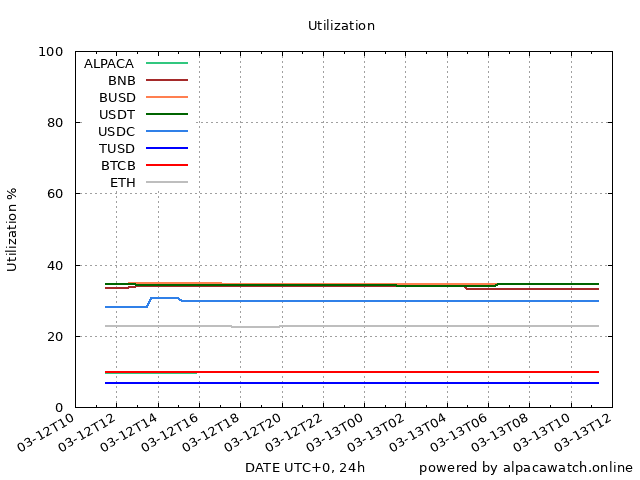 Utilization
100
80
60
40
20
0
Utilization %
ALPACA
BNB
BUSD
USDT
USDC
TUSD
BTCB
ETH
03-12T10
03-12T12
03-12T14
03-12T16
03-12T18
03-12T20
03-12T22
03-13T00
03-13T02
03-13T04
03-13T06
03-13T08
03-13T10
03-13T12
DATE UTC+0, 24h
powered by alpacawatch.online